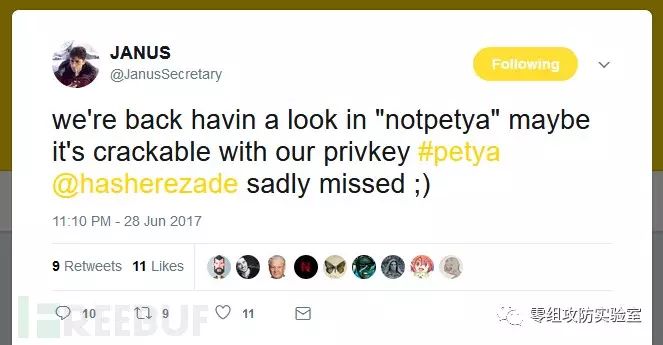 JANUS
@JanusSecretary
Following
we're back havin a look in "notpetya" maybe
it's crackable with our privkey #petya
@hasherezade sadly missed ;)
11:10 PM - 28 Jun 2017
9 Retweets 11 Likes
10 9 11
FREEBUF
零组攻防实验室